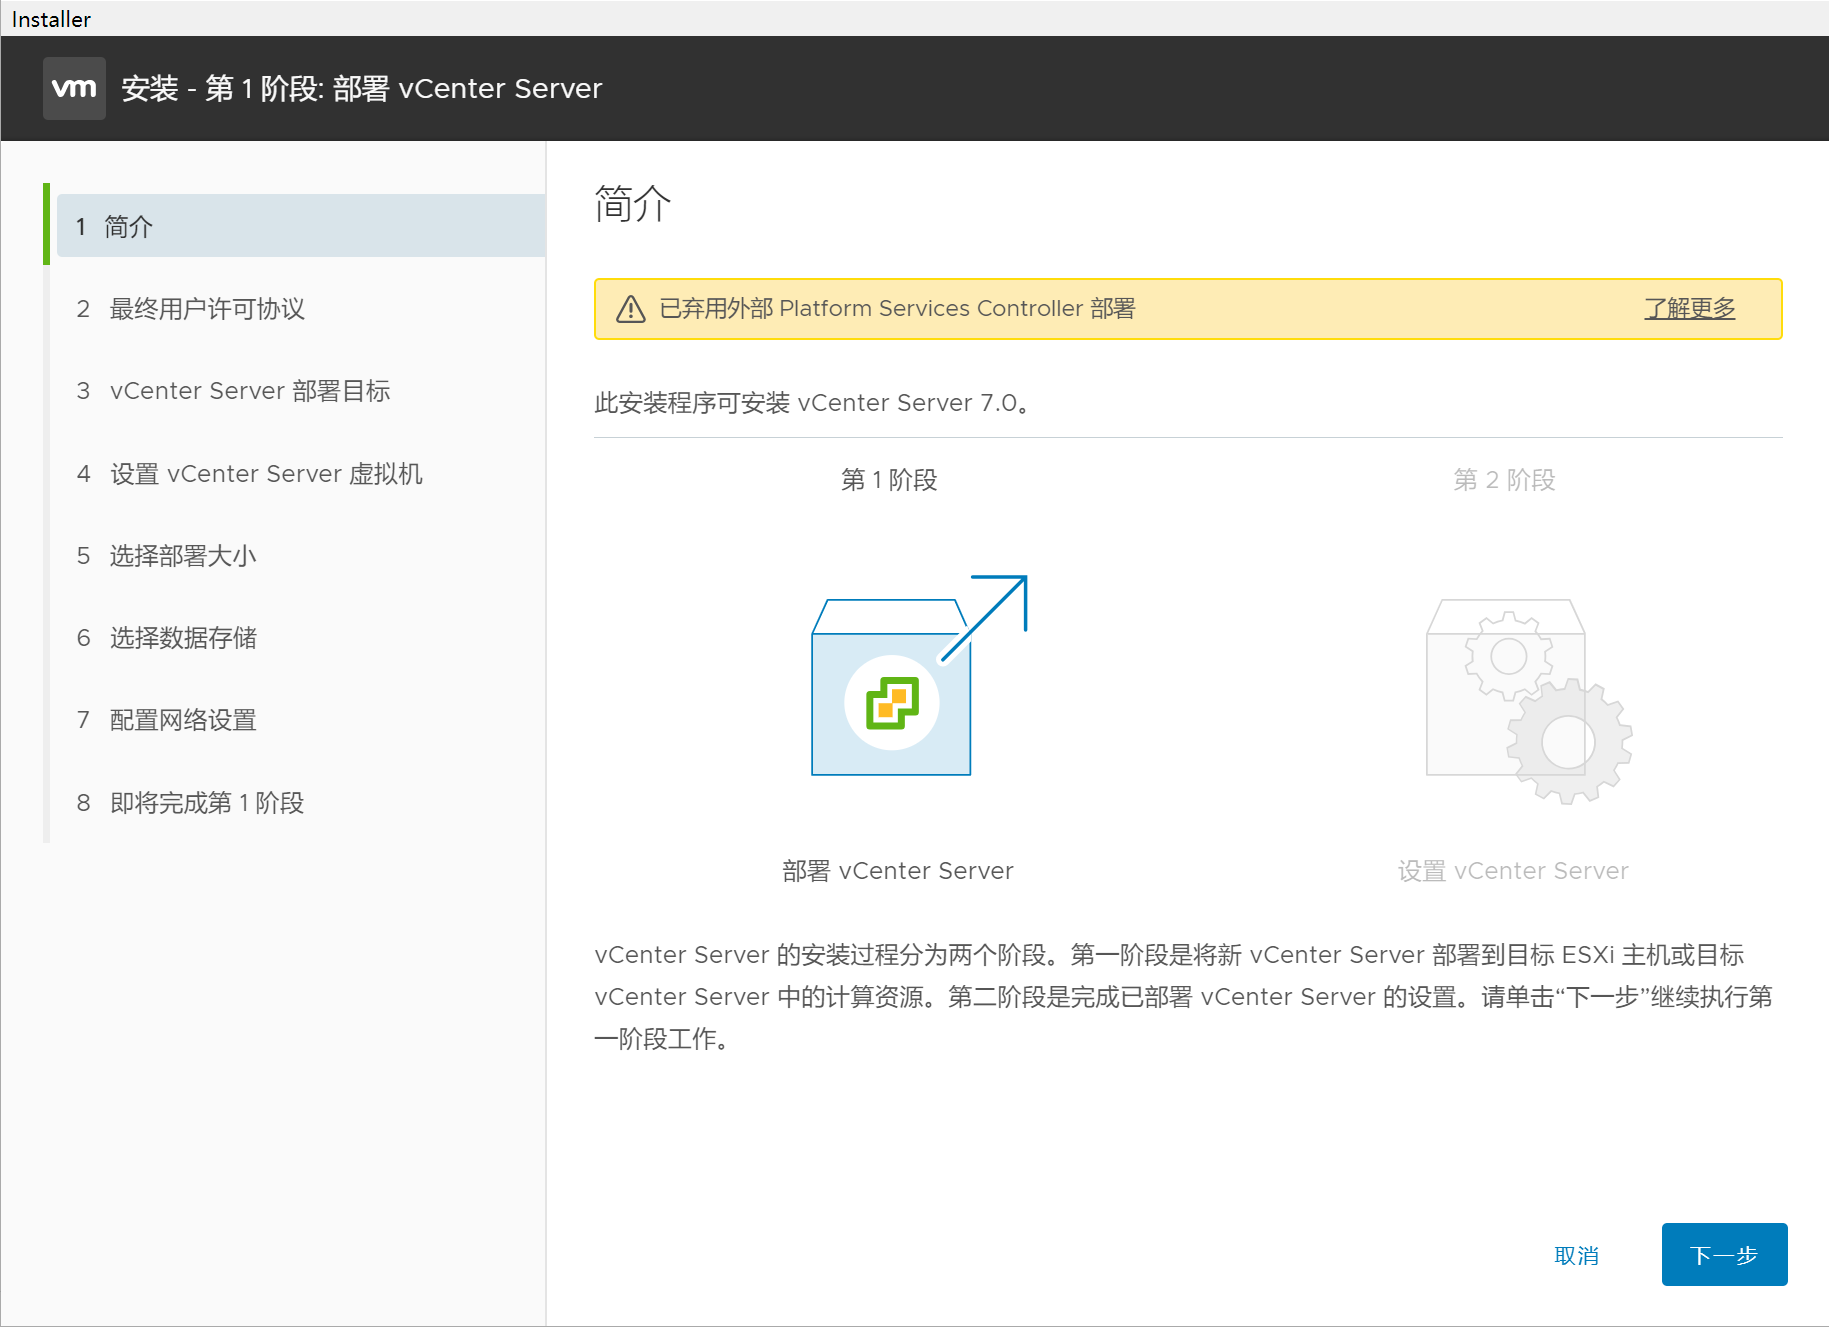 Installer
vm 安装 - 第 1 阶段: 部署 vCenter Server
1 简介
2 最终用户许可协议
3 vCenter Server 部署目标
4 设置 vCenter Server 虚拟机
5 选择部署大小
6 选择数据存储
7 配置网络设置
8 即将完成第 1 阶段
简介
已弃用外部 Platform Services Controller 部署 了解更多
此安装程序可安装 vCenter Server 7.0。
第 1 阶段 第 2 阶段
部署 vCenter Server 设置 vCenter Server
vCenter Server 的安装过程分为两个阶段。第一阶段是将新 vCenter Server 部署到目标 ESXi 主机或目标
vCenter Server 中的计算资源。第二阶段是完成已部署 vCenter Server 的设置。请单击“下一步”继续执行第
一阶段工作。
取消 下一步